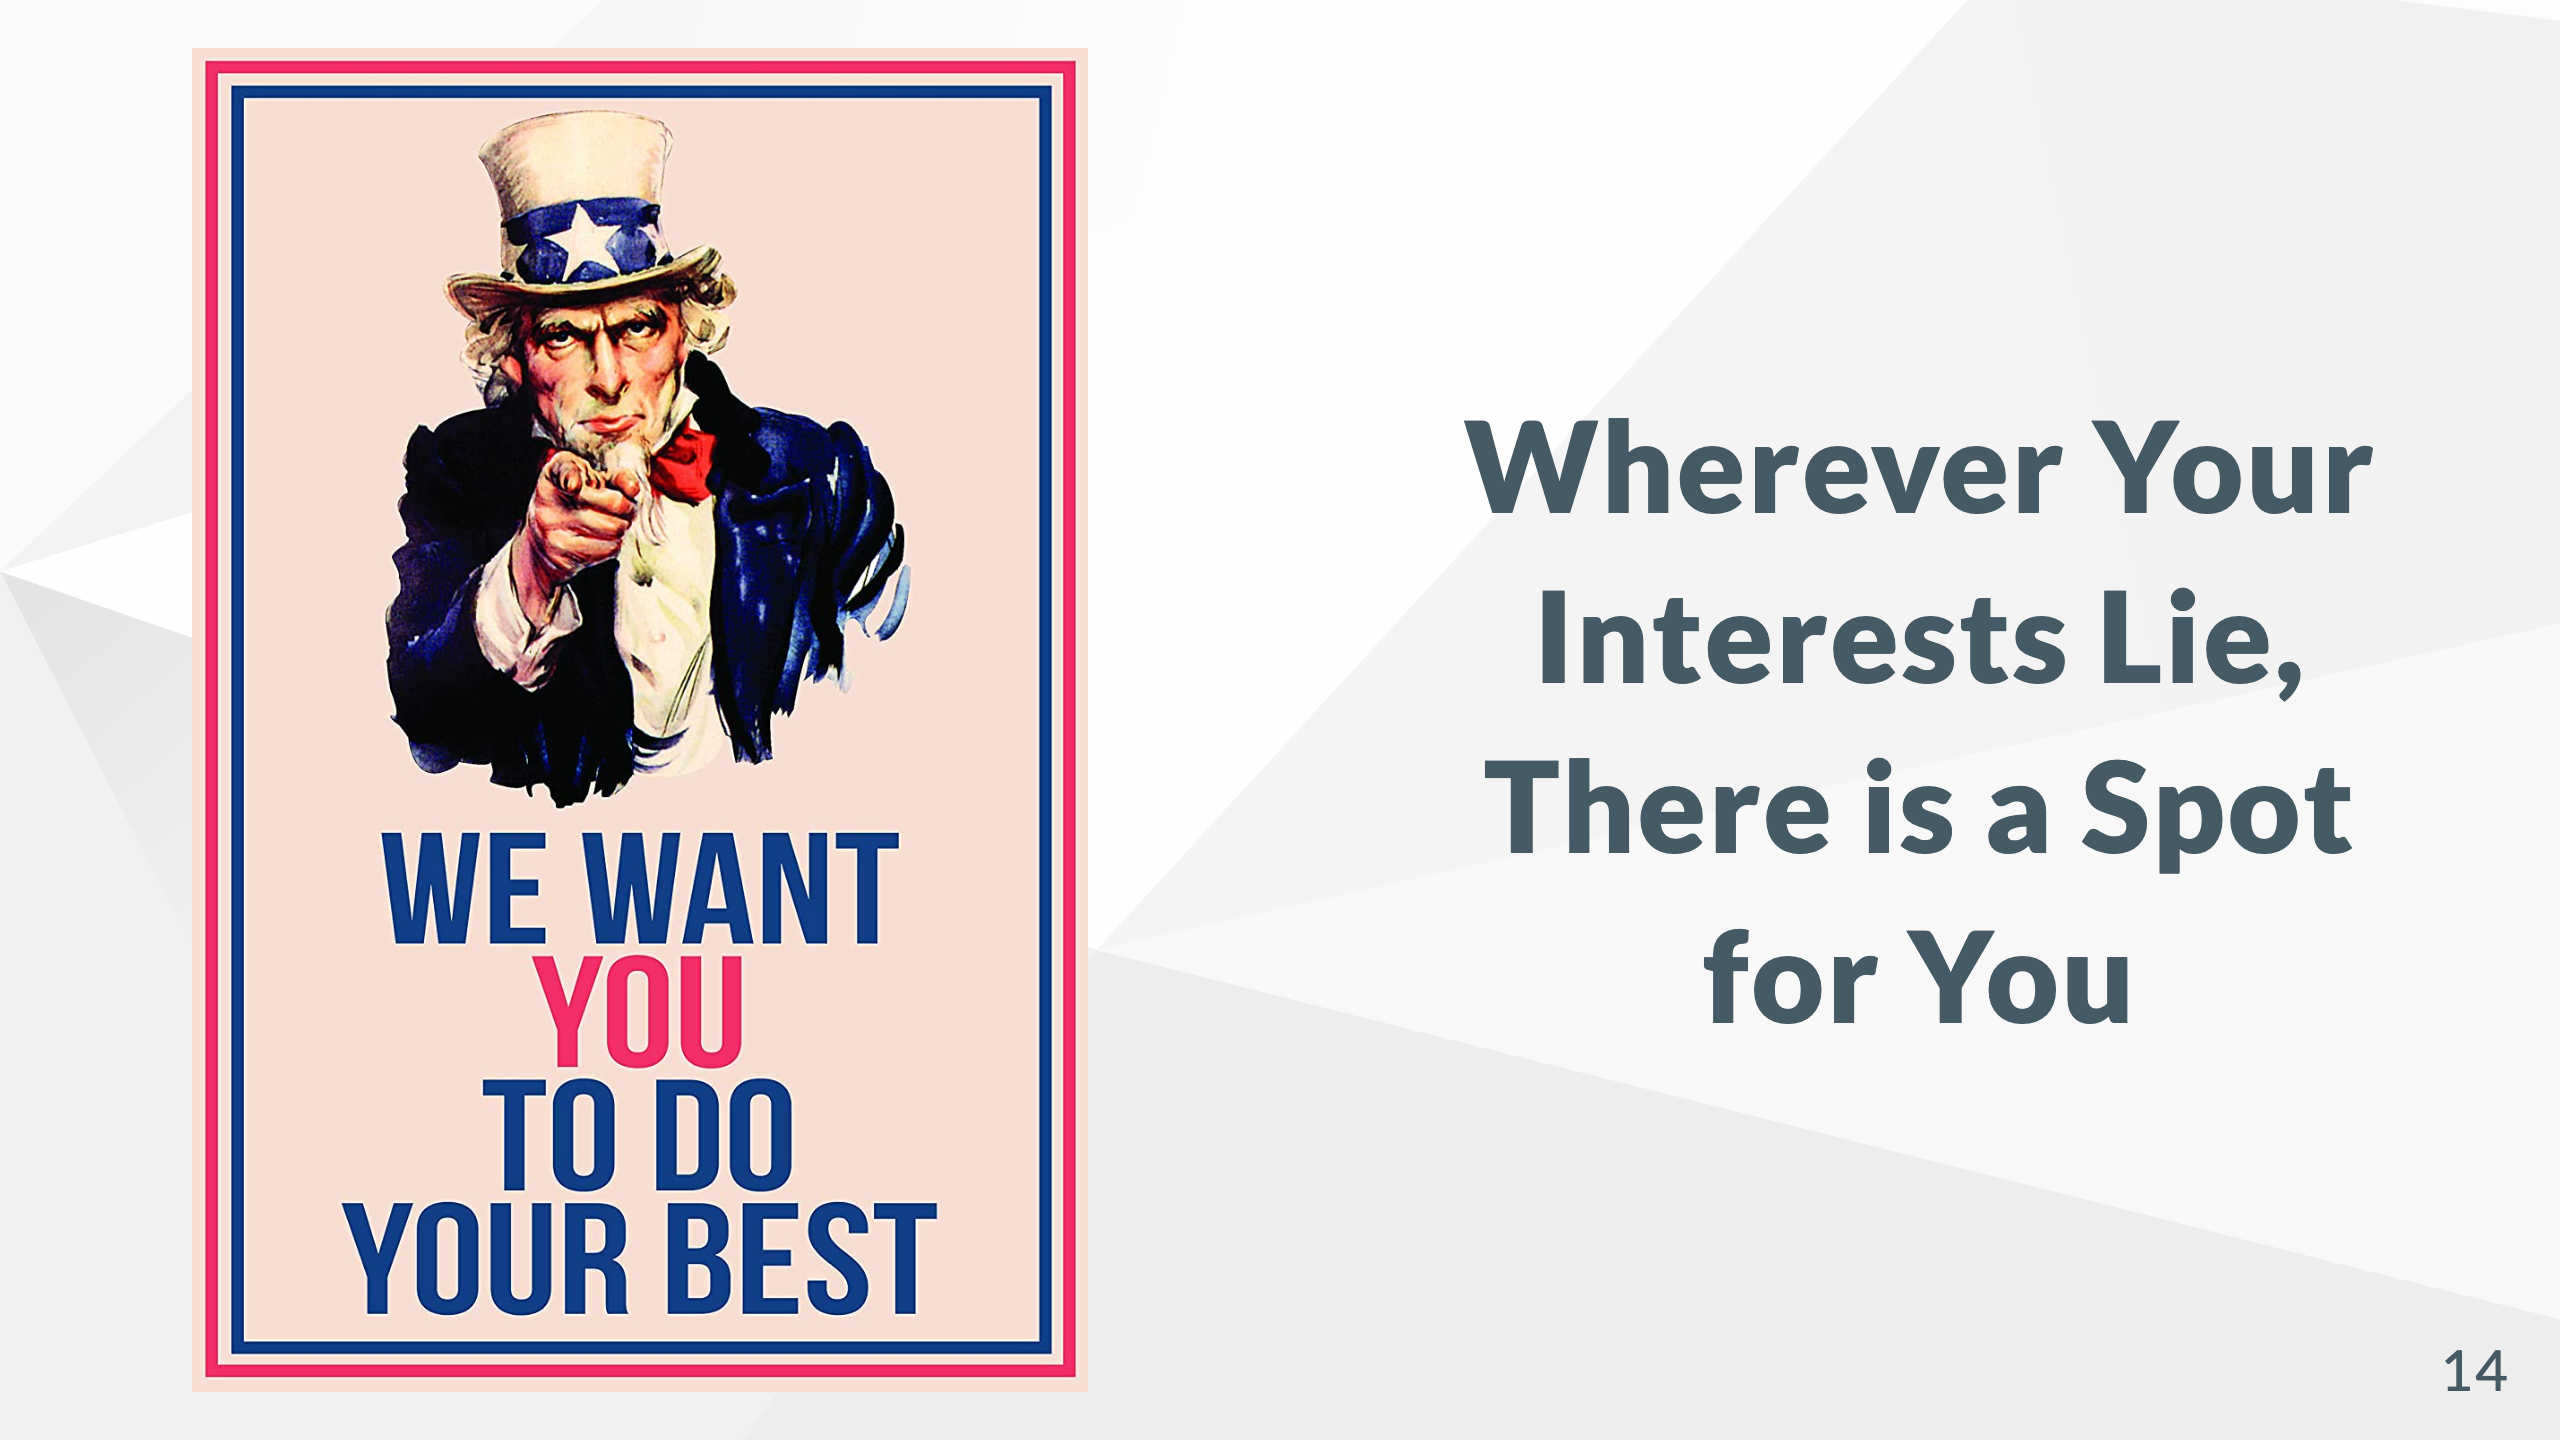 WE WANT
YOU
TO DO
YOUR BEST
Wherever Your
Interests Lie,
There is a Spot
for You
14